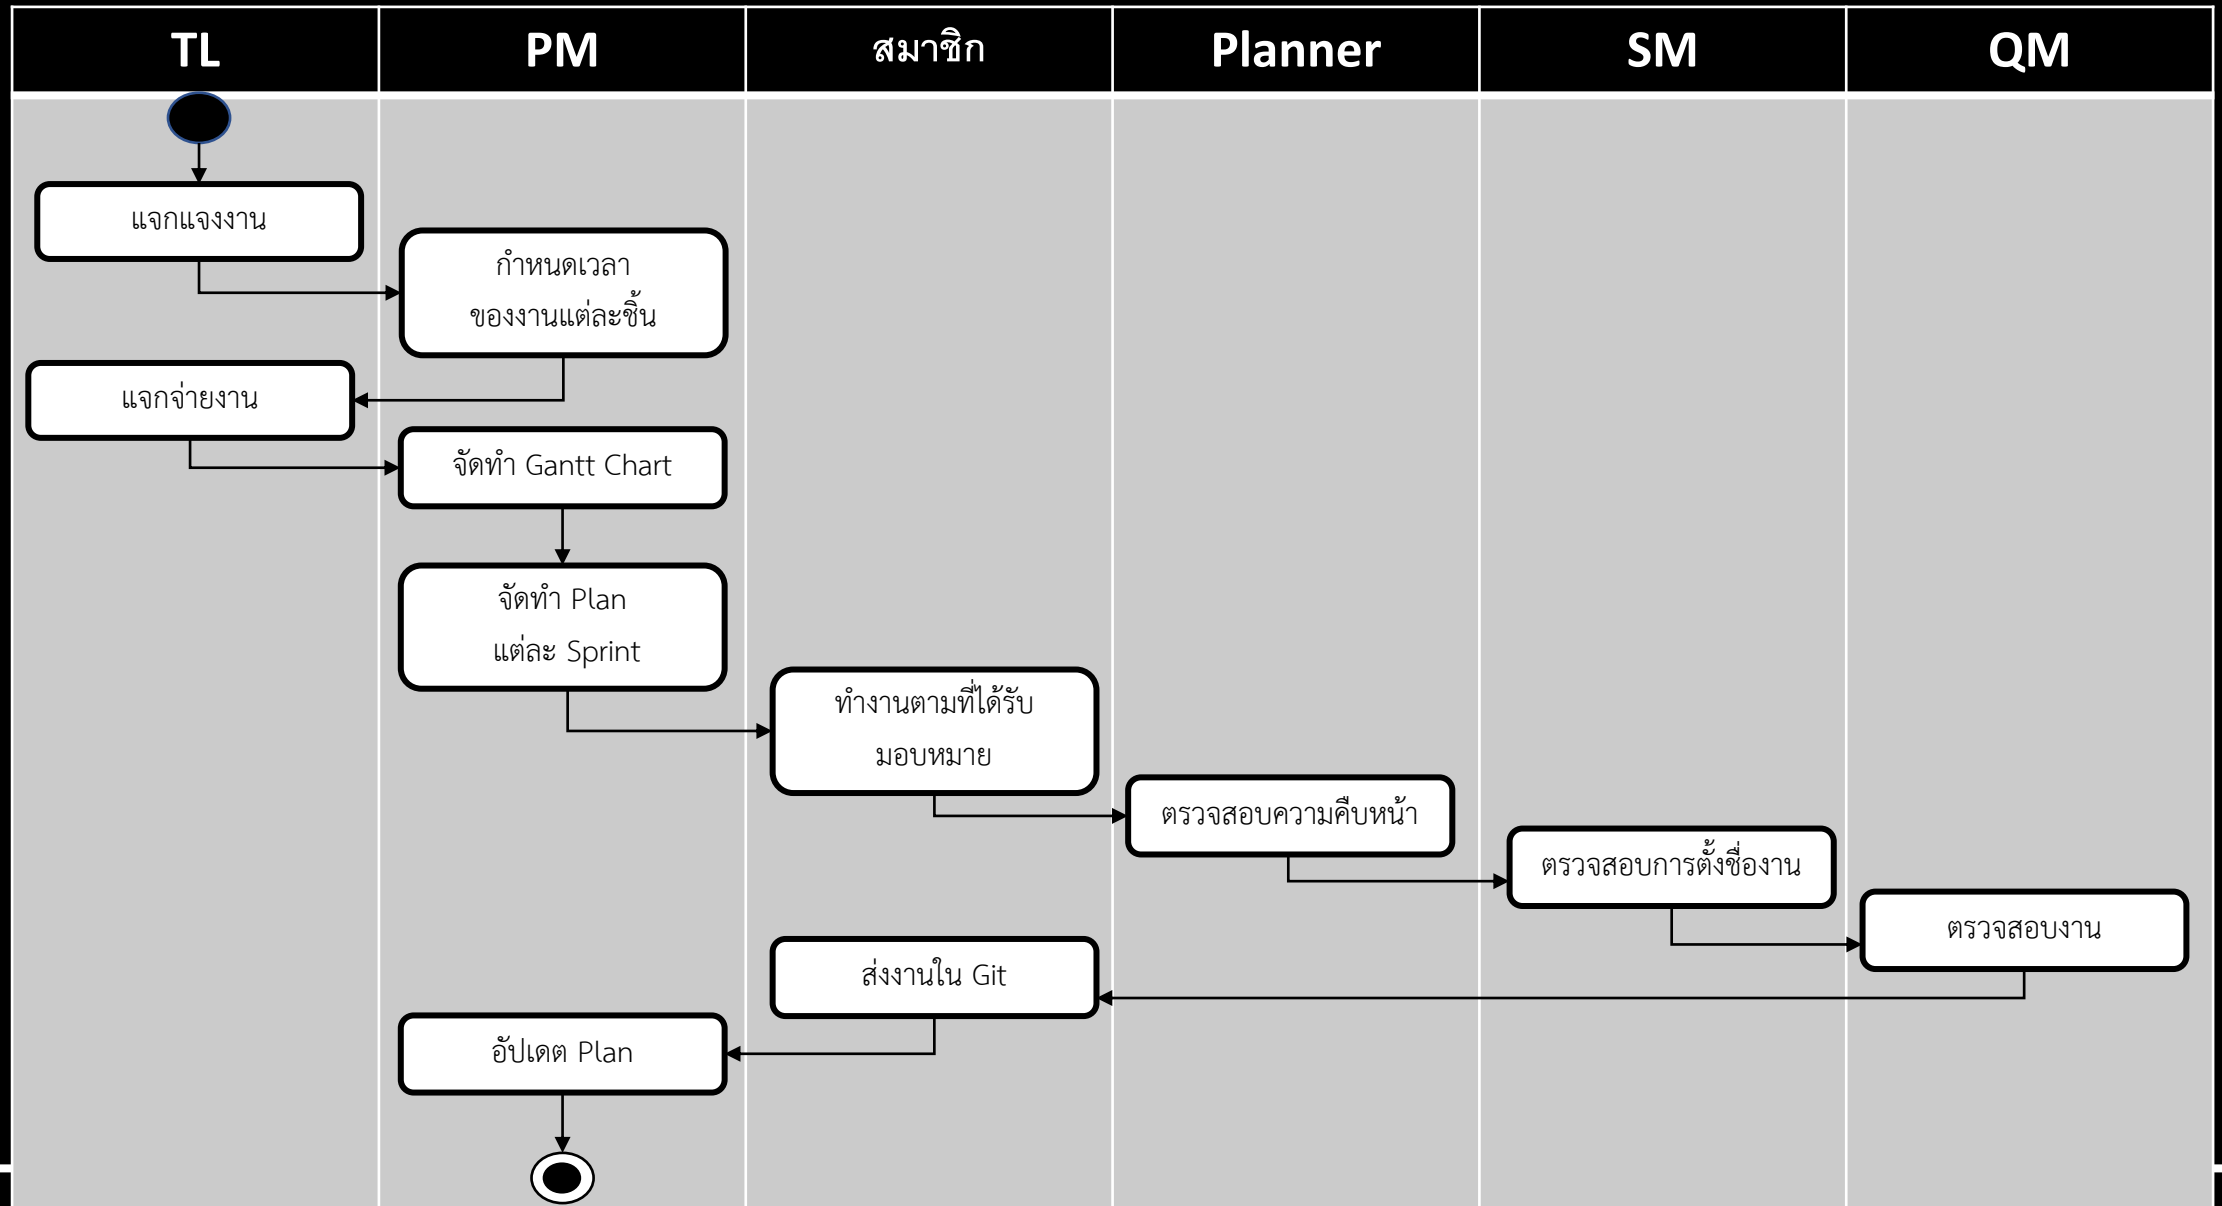 TL
PM
สมาชิก
Planner
SM
QM
แจกแจงงาน
กำหนดเวลา
ของงานแต่ละชิ้น
แจกจ่ายงาน
จัดทำ Gantt Chart
จัดทำ Plan
แต่ละ Sprint
ทำงานตามที่ได้รับ
มอบหมาย
ตรวจสอบความคืบหน้า
ตรวจสอบการตั้งชื่องาน
ตรวจสอบงาน
ส่งงานใน Git
อัปเดต Plan